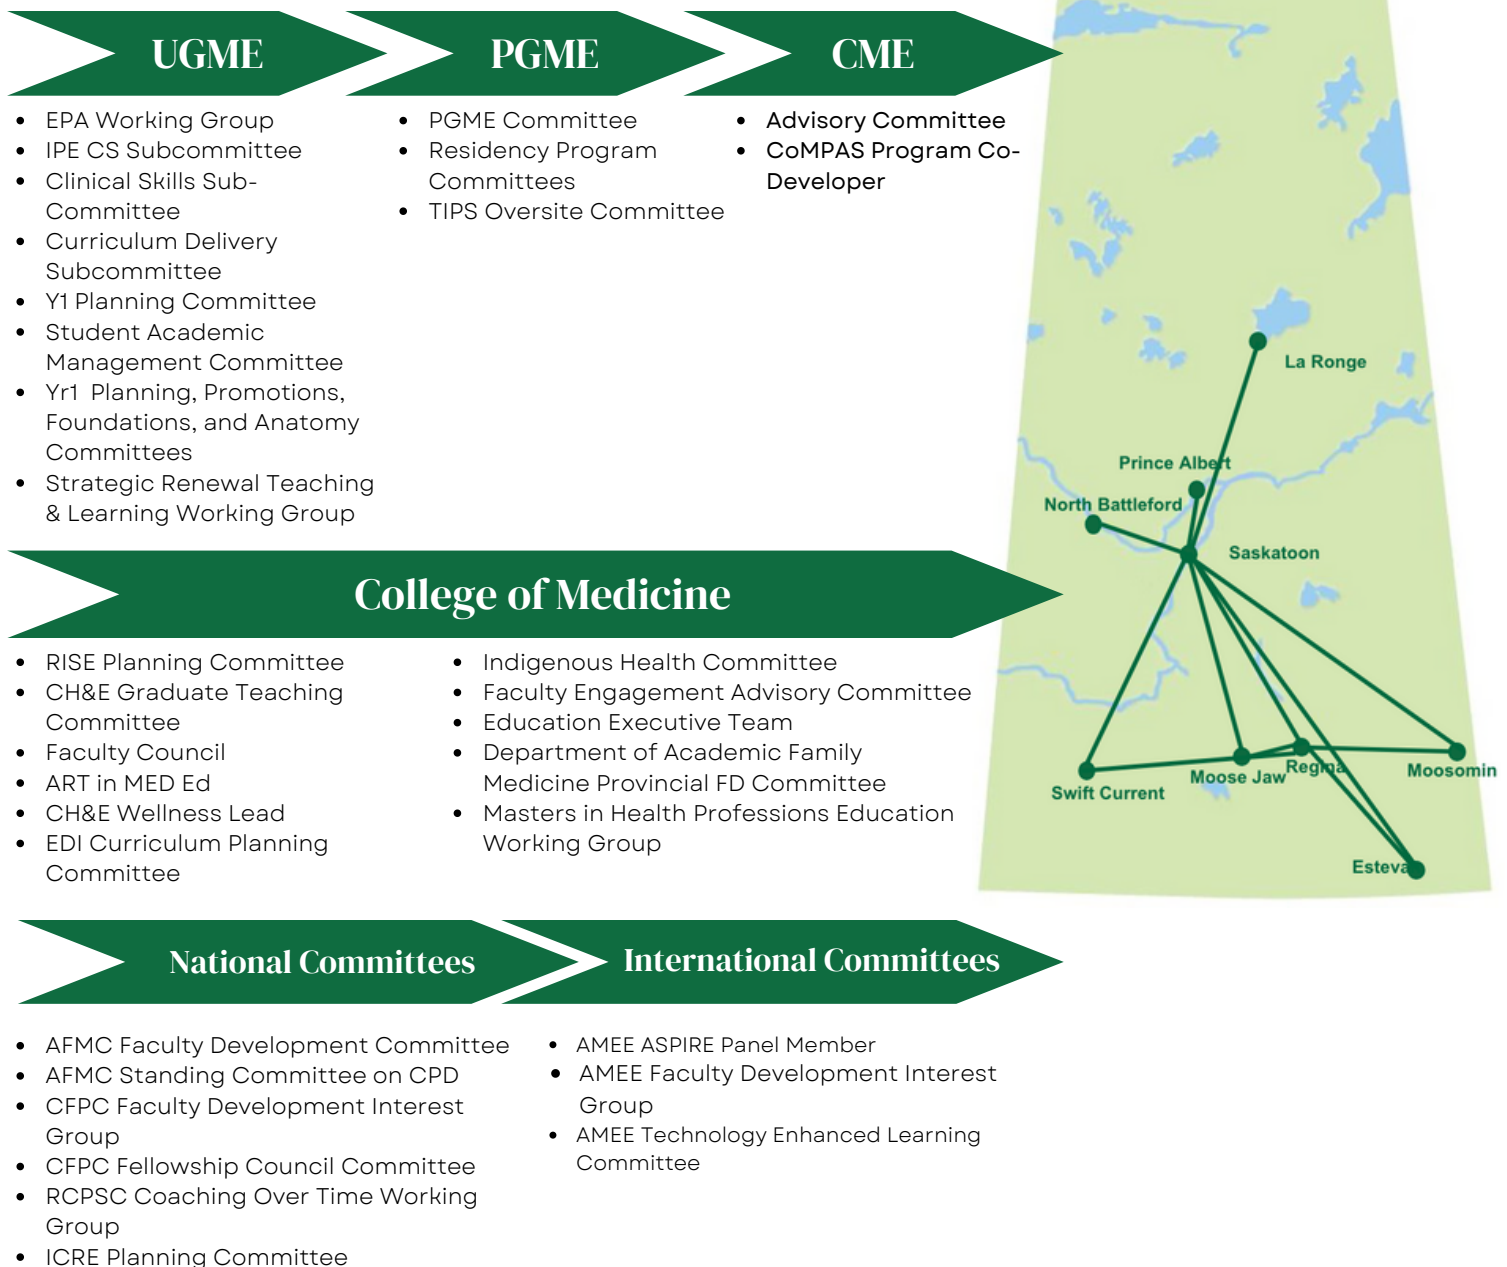 UGME
PGME
CME
EPA Working Group
IPE CS Subcommittee
Clinical Skills Sub-
Committee
Curriculum Delivery
Subcommittee
Y1 Planning Committee
Student Academic
Management Committee
Yr1  Planning, Promotions,
Foundations, and Anatomy
Committees
Strategic Renewal Teaching
& Learning Working Group
PGME Committee
Residency Program
Committees
TIPS Oversite Committee
Advisory Committee
CoMPAS Program Co-
Developer
La Ronge
Prince Albert
North Battleford
Saskatoon
Swift Current
Moose Jaw
Regina
Moosomin
Esteva
College of Medicine
RISE Planning Committee
CH&E Graduate Teaching
Committee
Faculty Council
ART in MED Ed
CH&E Wellness Lead
EDI Curriculum Planning
Committee
Indigenous Health Committee
Faculty Engagement Advisory Committee
Education Executive Team
Department of Academic Family
Medicine Provincial FD Committee
Masters in Health Professions Education
Working Group
National Committees
International Committees
AFMC Faculty Development Committee
AFMC Standing Committee on CPD
CFPC Faculty Development Interest
Group
CFPC Fellowship Council Committee
RCPSC Coaching Over Time Working
Group
ICRE Planning Committee
AMEE ASPIRE Panel Member
AMEE Faculty Development Interest
Group
AMEE Technology Enhanced Learning
Committee